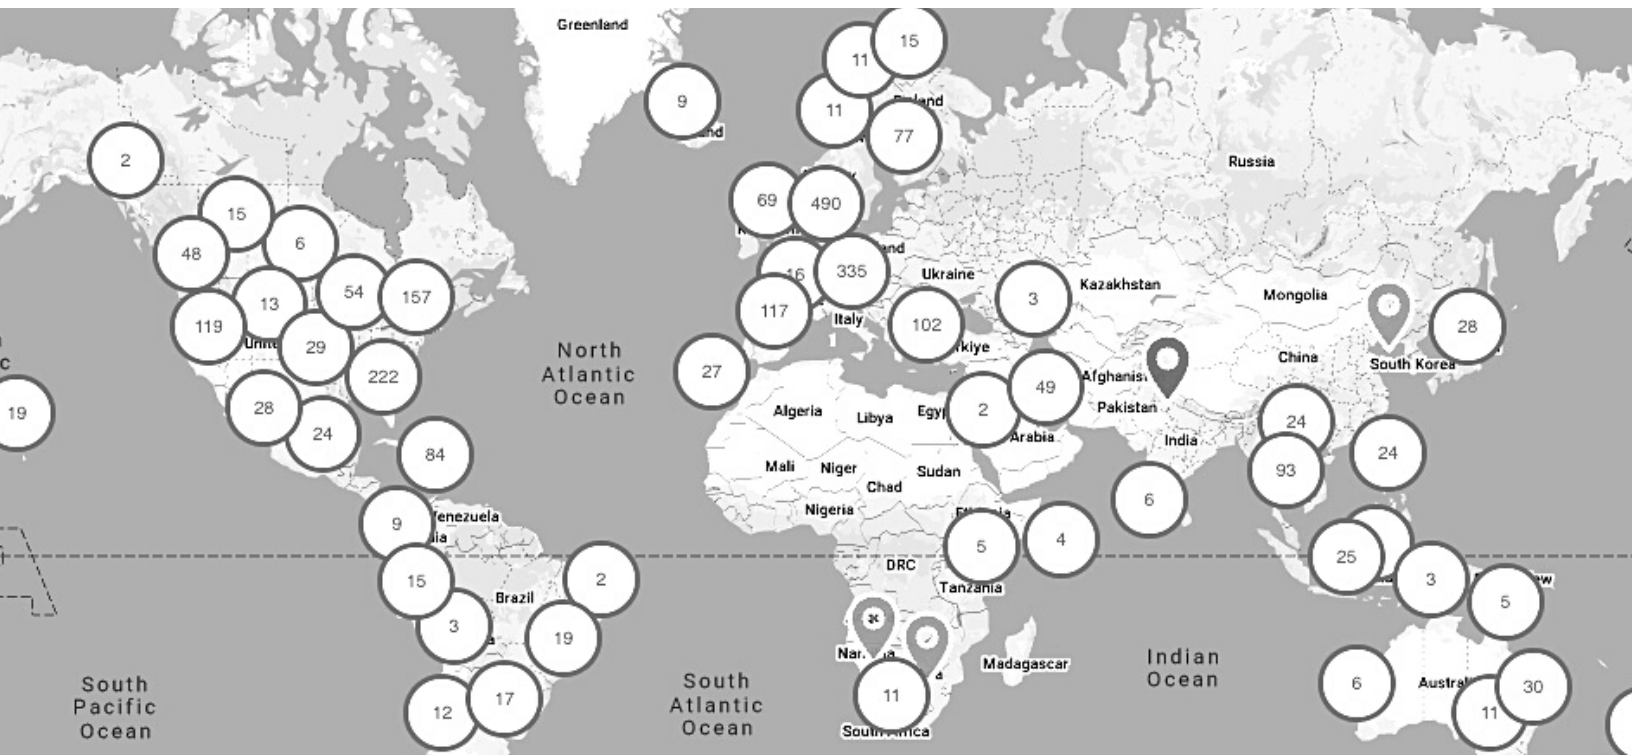 Greenland
15
11
9
11
77
2
Russia
69
490
15
48
6
Ukraine
16
335
Kazakhstan
Mongolia
13
54
157
117
Italy
102
3
28
119
29
North
Atlantic
Ocean
China
South Korea
27
222
49
Pakistan
2
28
24
19
Algeria
Libya
Arabia
India
24
24
84
93
Mali
Niger
Sudan
Chad
6
9
Nigeria
5
4
25
15
2
DRC
Tanzania
3
5
Brazil
3
19
Madagascar
Indian
Ocean
South
Pacific
Ocean
12
17
South
Atlantic
Ocean
11
6
11
30